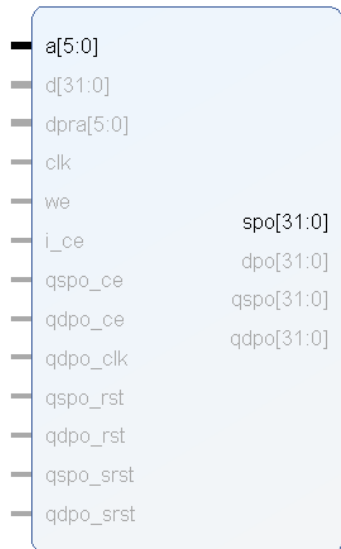 a[5:0]
d[31:0]
dpra[5:0]
clk
we
i_ce
qspo_ce
qdpo_ce
qdpo_clk
qspo_rst
qdpo_rst
qspo_srst
qdpo_srst
spo[31:0]
dpo[31:0]
qspo[31:0]
qdpo[31:0]